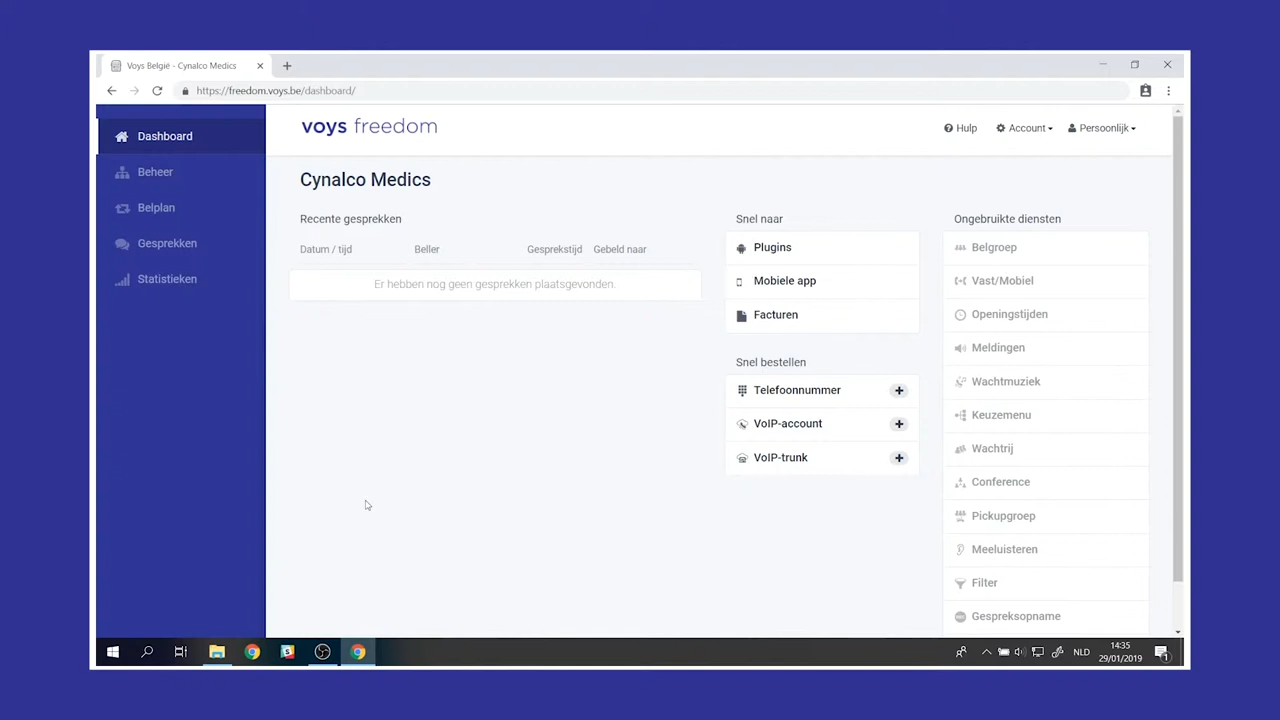 Voys België - Cynalco Medics
https://freedom.voys.be/dashboard/
Dashboard
Beheer
Belplan
Gesprekken
Statistieken
voys freedom
Help
Account
Persoonlijk
Cynalco Medics
Recente gesprekken
Datum / tijd Beller Gesprekstijd Gebeld naar
Er hebben nog geen gesprekken plaatsgevonden.
Snel naar
Plugins
Mobiele app
Facturen
Snel bestellen
Telefoonnummer
VoIP-account
VoIP-trunk
Ongebruikte diensten
Belgroep
Vast/Mobiel
Openingstijden
Meldingen
Wachtmuziek
Keuzemenu
Wachtrij
Conference
Pickupgroep
Meeluisteren
Filter
Gespreksopname
NLD
14:35
29/01/2019
1